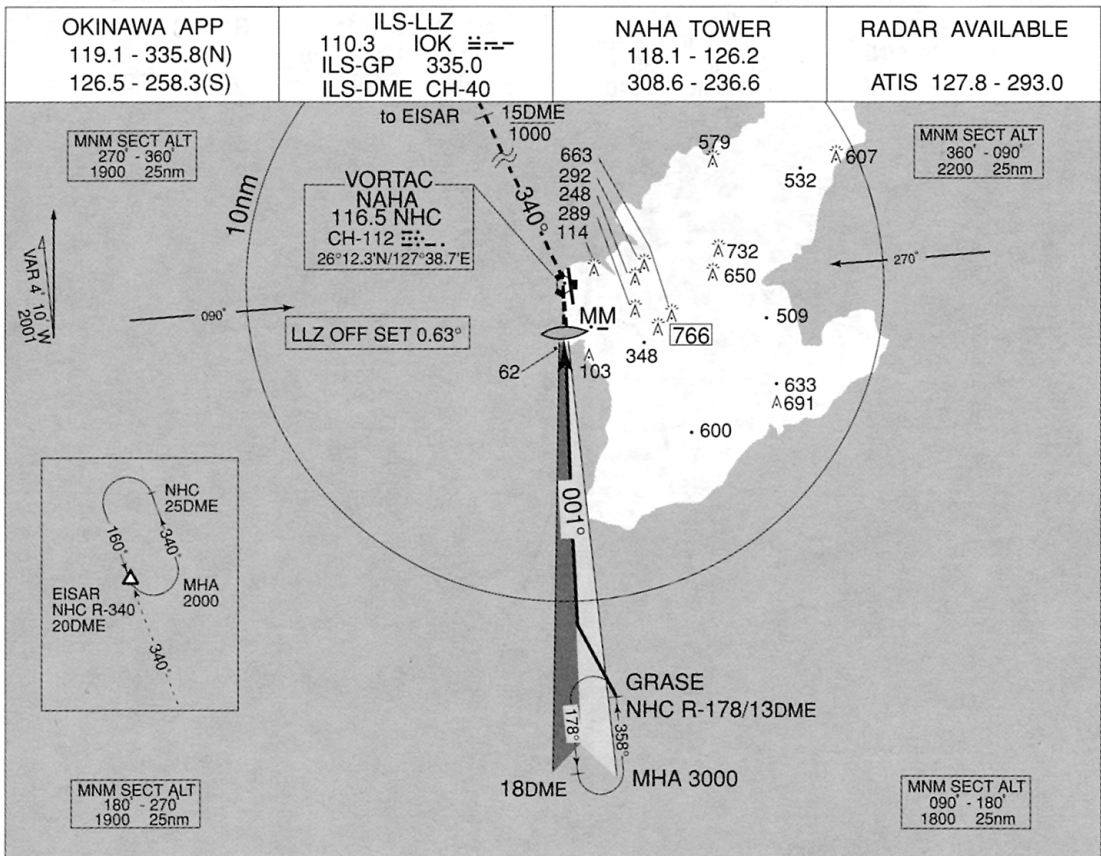 OKINAWA APP
119.1 - 335.8(N)
126.5 - 258.3(S)
ILS-LLZ
110.3 IOK
ILS-GP 335.0
ILS-DME CH-40
NAHA TOWER
118.1 - 126.2
308.6 - 236.6
RADAR AVAILABLE
ATIS 127.8 - 293.0
to EISAR
15DME
1000
MNM SECT ALT
270° - 360°
1900 25nm
MNM SECT ALT
360° - 090°
2200 25nm
10nm
VORTAC
NAHA
116.5 NHC
CH-112
26°12.3'N/127°38.7'E
340°
663
292
248
289
114
579
607
532
732
650
509
VAR 4° 10' W
2001
090°
270°
LLZ OFF SET 0.63°
MM
766
348
62
103
633
691
600
001°
NHC
25DME
160°
340°
MHA
2000
EISAR
NHC R-340°
20DME
340°
GRASE
NHC R-178/13DME
178°
358°
18DME
MHA 3000
MNM SECT ALT
180° - 270°
1900 25nm
MNM SECT ALT
090° - 180°
1800 25nm